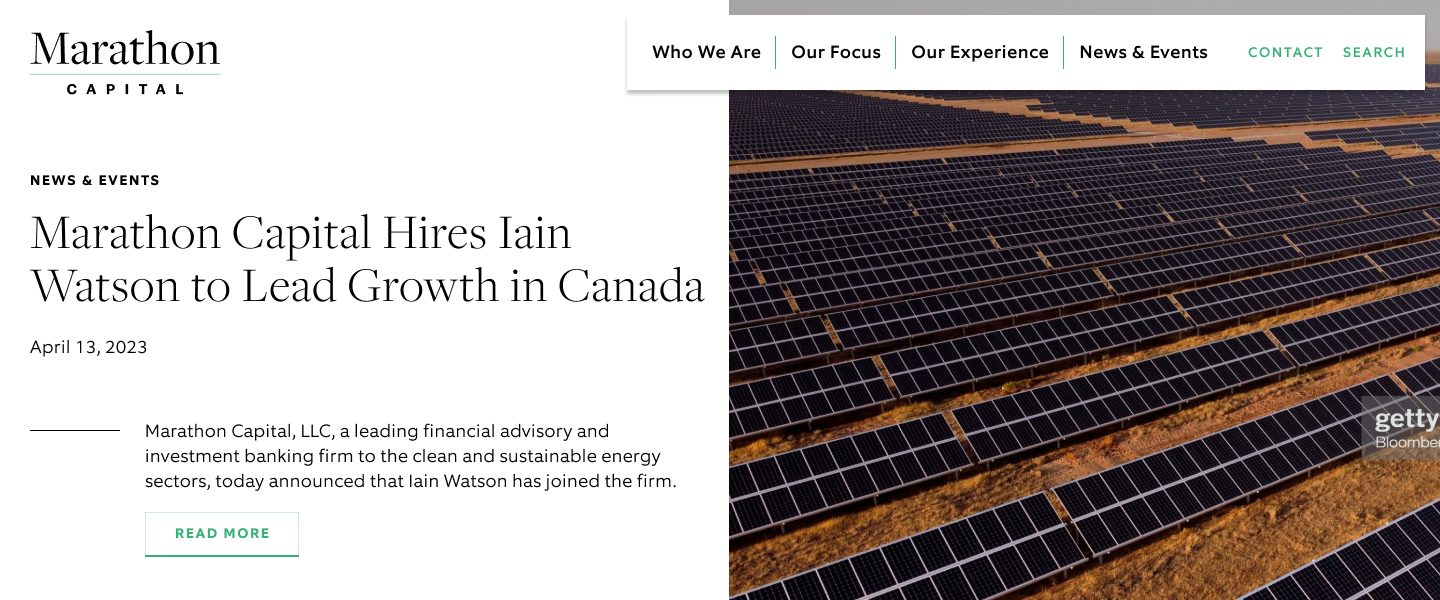 Marathon
CAPITAL
Who We Are
Our Focus
Our Experience
News & Events
CONTACT
SEARCH
NEWS & EVENTS
Marathon Capital Hires Iain
Watson to Lead Growth in Canada
April 13, 2023
Marathon Capital, LLC, a leading financial advisory and
investment banking firm to the clean and sustainable energy
sectors, today announced that Iain Watson has joined the firm.
READ MORE
getty
Bloomber